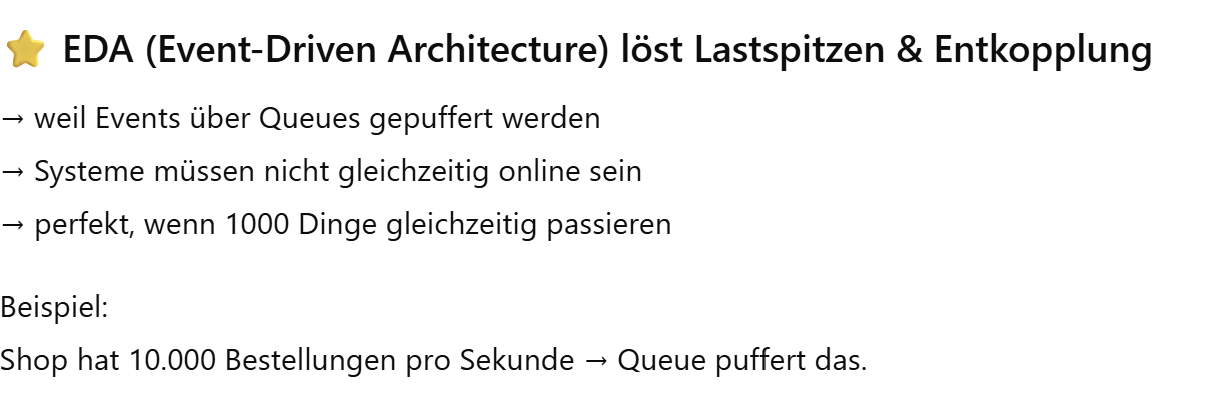 ⭐ EDA (Event-Driven Architecture) löst Lastspitzen & Entkopplung
→ weil Events über Queues gepuffert werden
→ Systeme müssen nicht gleichzeitig online sein
→ perfekt, wenn 1000 Dinge gleichzeitig passieren
Beispiel:
Shop hat 10.000 Bestellungen pro Sekunde → Queue puffert das.